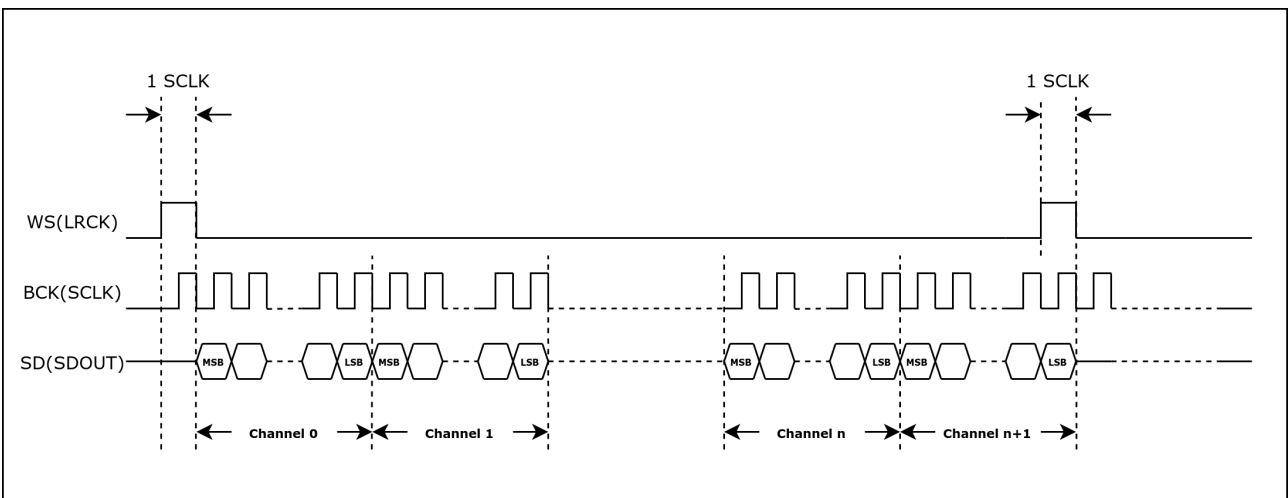 1 SCLK
1 SCLK
WS(LRCK)
BCK(SCLK)
SD(SDOUT)
MSB
LSB
MSB
LSB
MSB
LSB
MSB
LSB
Channel 0
Channel 1
Channel n
Channel n+1